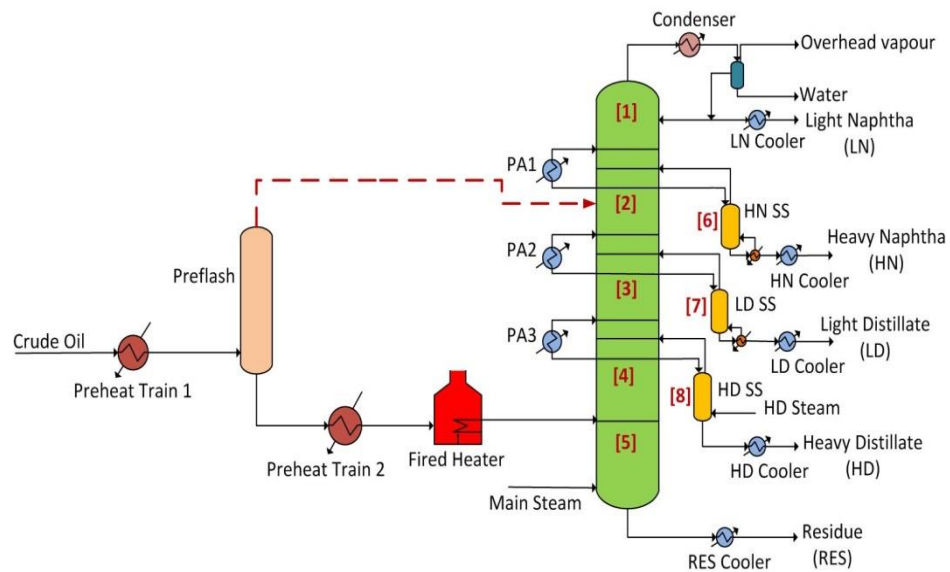 Condenser
Overhead vapour
Water
[1]
Light Naphtha
(LN)
LN Cooler
PA1
[2]
HN SS
[6]
Heavy Naphtha
(HN)
HN Cooler
Preflash
PA2
[3]
LD SS
[7]
Light Distillate
(LD)
LD Cooler
Crude Oil
Preheat Train 1
PA3
[4]
HD SS
[8]
HD Steam
Heavy Distillate
(HD)
HD Cooler
Preheat Train 2
Fired Heater
[5]
Main Steam
Residue
(RES)
RES Cooler